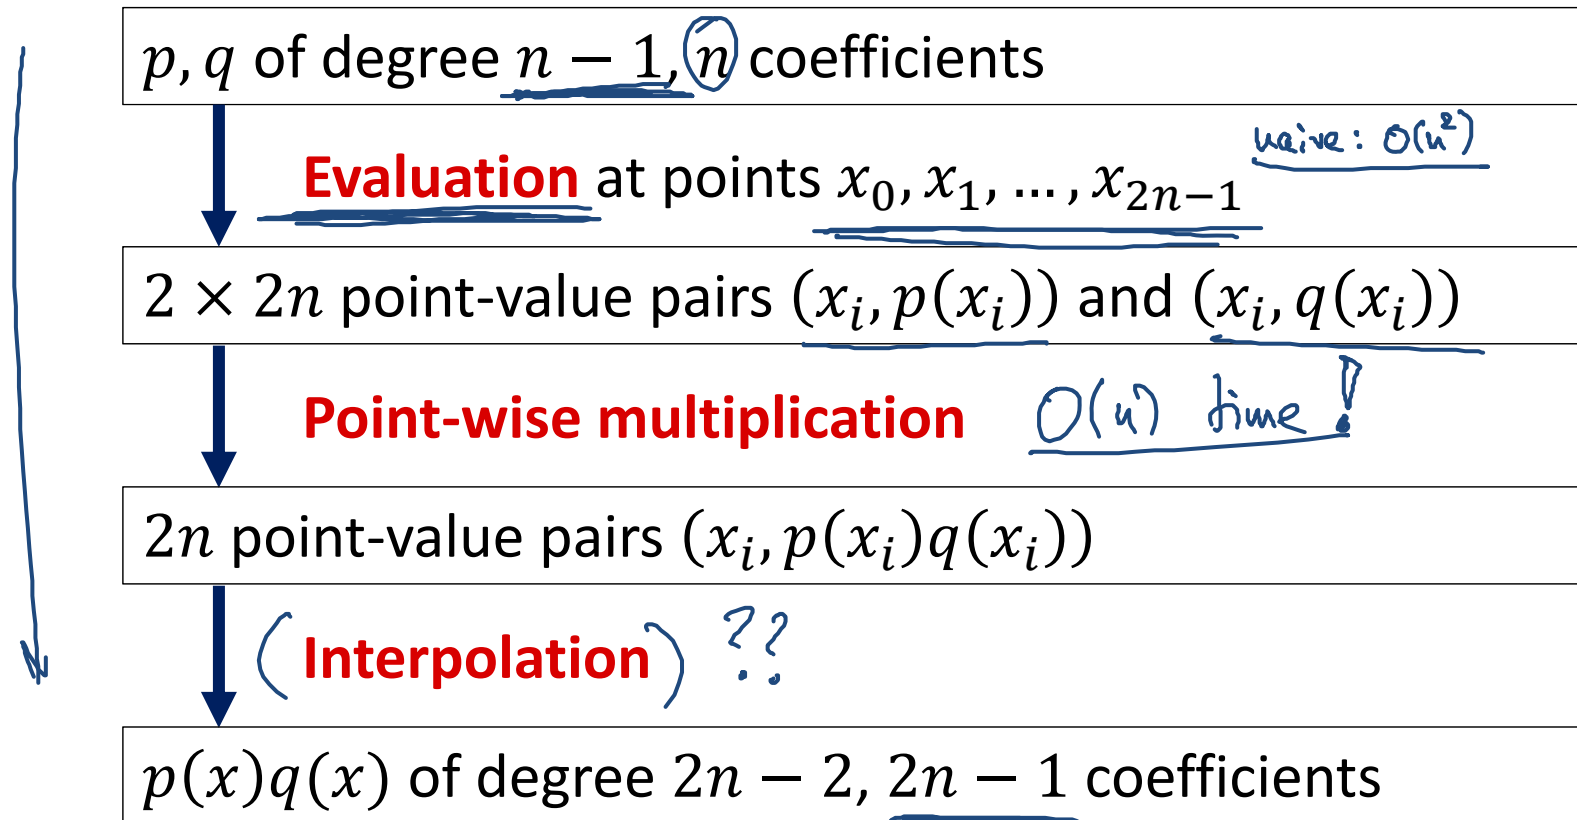 p, q of degree n − 1, n coefficients
naive: O(n²)
Evaluation at points x₀, x₁, … , x₂ₙ₋₁
2 × 2n point-value pairs (xᵢ, p(xᵢ)) and (xᵢ, q(xᵢ))
Point-wise multiplication O(n) time!
2n point-value pairs (xᵢ, p(xᵢ)q(xᵢ))
(Interpolation) ??
p(x)q(x) of degree 2n − 2, 2n − 1 coefficients